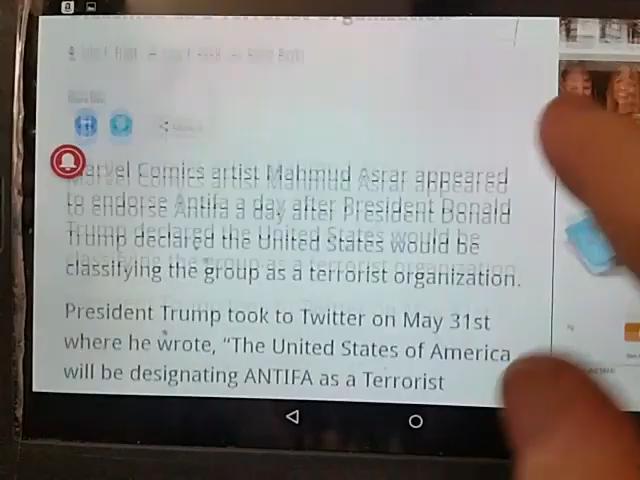 Marvel Comics artist Mahmud Asrar appeared
to endorse Antifa a day after President Donald
Trump declared the United States would be
classifying the group as a terrorist organization.
President Trump took to Twitter on May 31st
where he wrote, “The United States of America
will be designating ANTIFA as a Terrorist